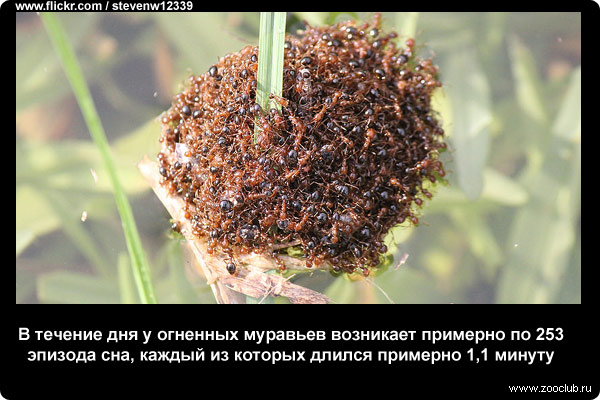 www.flickr.com / stevenw12339
В течение дня у огненных муравьев возникает примерно по 253
эпизода сна, каждый из которых длился примерно 1,1 минуту
www.zooclub.ru